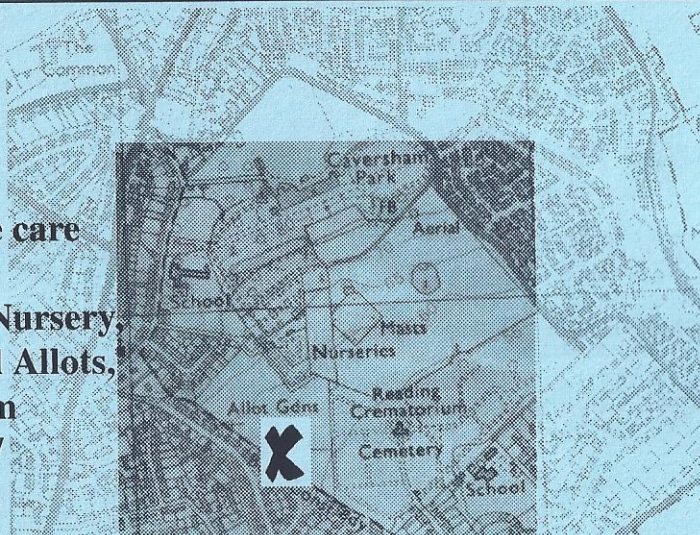 The
Common
Caversham
Park
TB
Aerial
care
School
Nursery,
Masts
Allots,
Nurseries
Reading
Allot Gdns
Crematorium
X
Cemetery
School